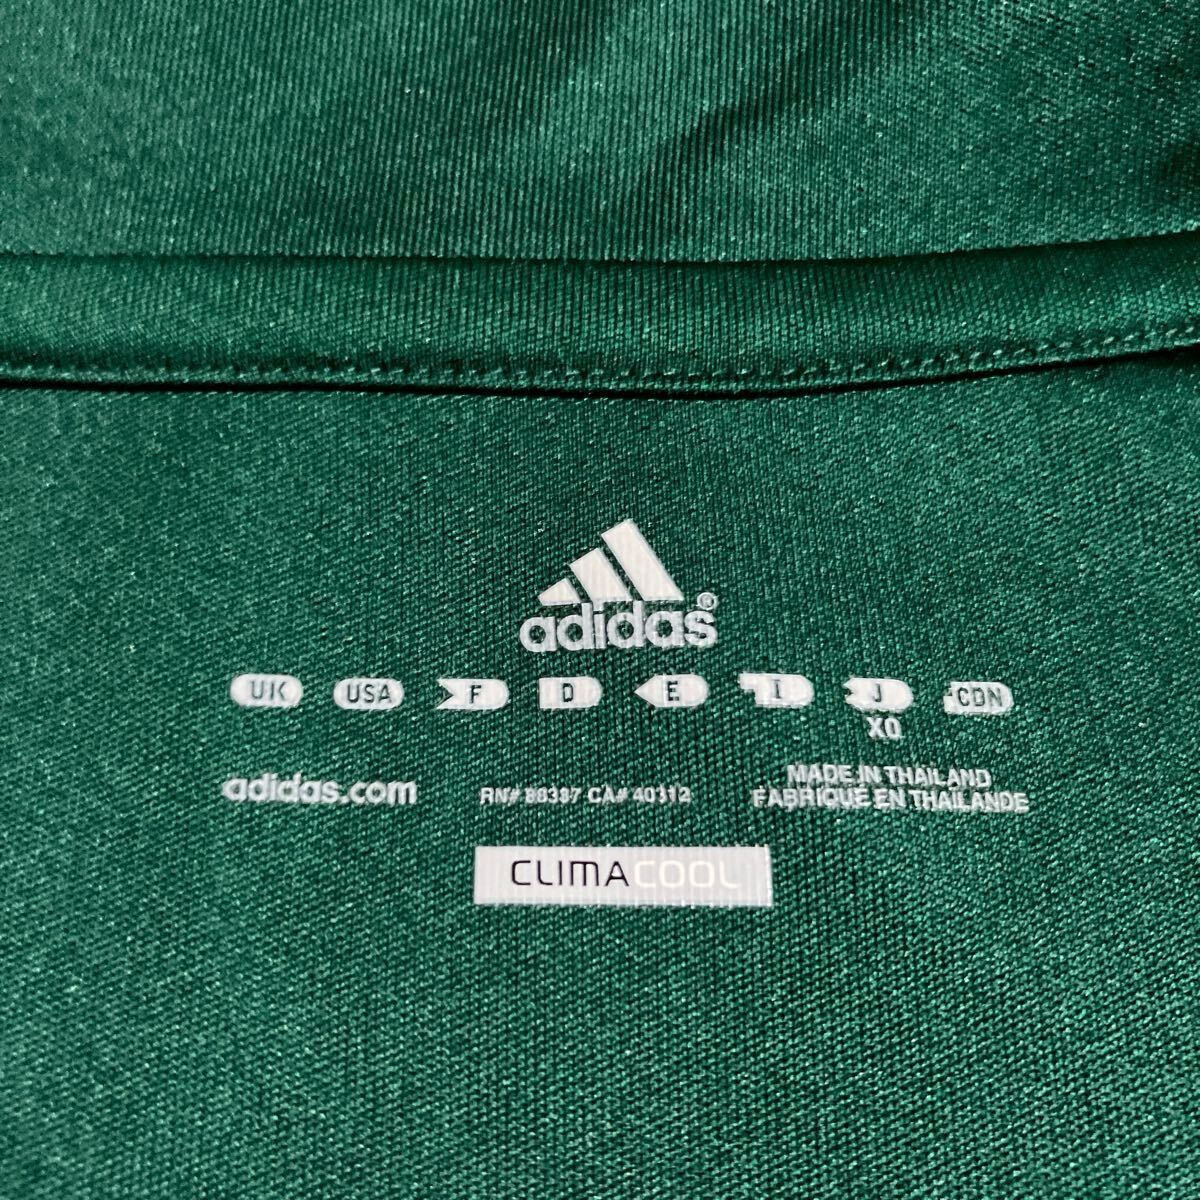 adidas®
UK USA F D E I J CDN
XO
adidas.com
RN# 88387 CA# 40312
MADE IN THAILAND
FABRIQUE EN THAILANDE
CLIMACOOL